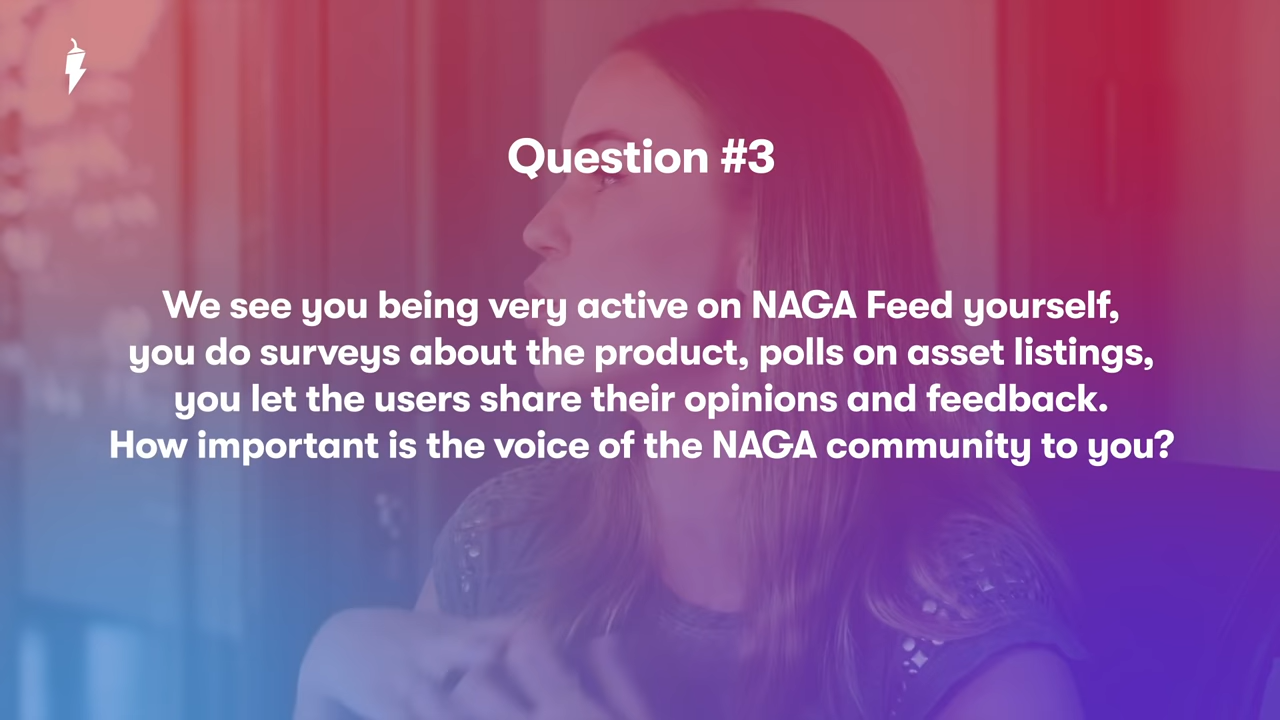 Question #3
We see you being very active on NAGA Feed yourself,
you do surveys about the product, polls on asset listings,
you let the users share their opinions and feedback.
How important is the voice of the NAGA community to you?